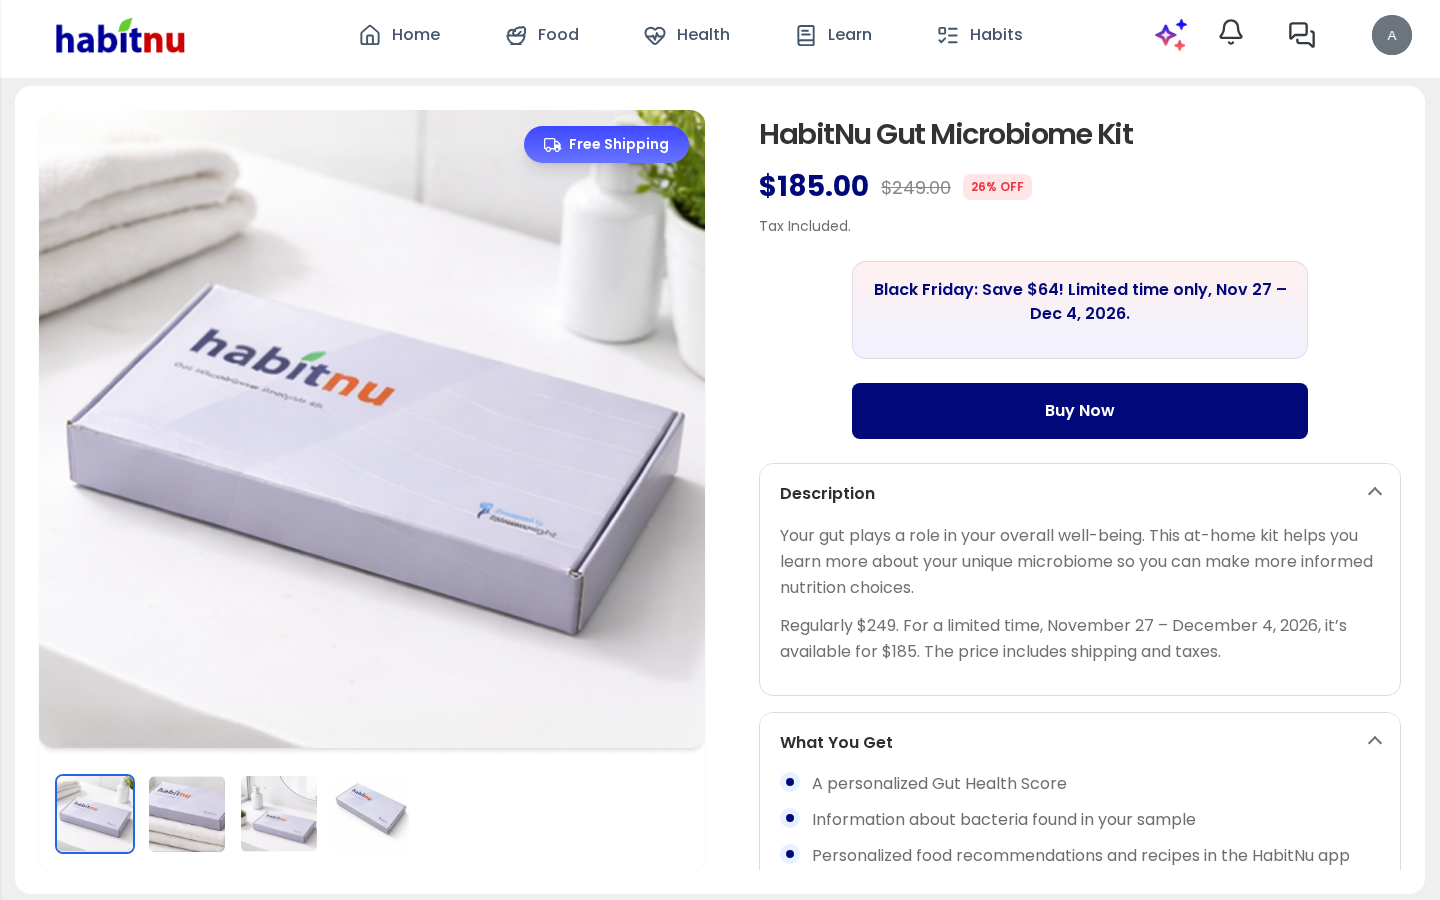 habitnu
Home
Food
Health
Learn
Habits
A
Free Shipping
habitnu
HabitNu Gut Microbiome Kit
$185.00 $249.00 26% OFF
Tax Included.
Black Friday: Save $64! Limited time only, Nov 27 –
Dec 4, 2026.
Buy Now
Description
Your gut plays a role in your overall well-being. This at-home kit helps you
learn more about your unique microbiome so you can make more informed
nutrition choices.
Regularly $249. For a limited time, November 27 – December 4, 2026, it’s
available for $185. The price includes shipping and taxes.
What You Get
A personalized Gut Health Score
Information about bacteria found in your sample
Personalized food recommendations and recipes in the HabitNu app
habitnu
habitnu
habitnu
habitnu